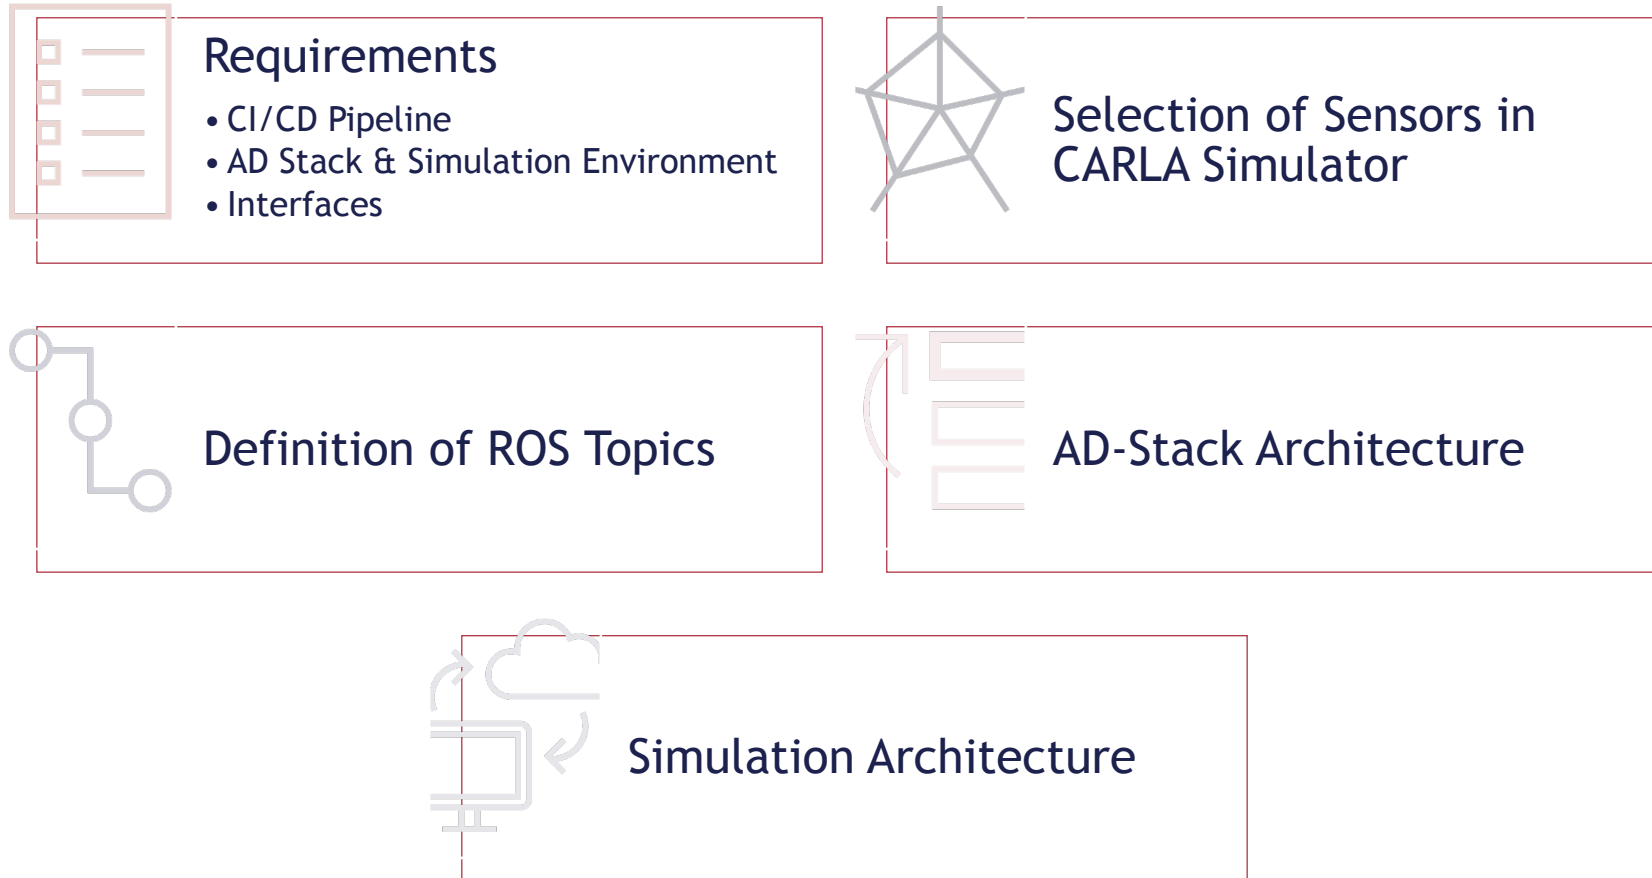 Requirements
• CI/CD Pipeline
• AD Stack & Simulation Environment
• Interfaces
Selection of Sensors in
CARLA Simulator
Definition of ROS Topics
AD-Stack Architecture
Simulation Architecture